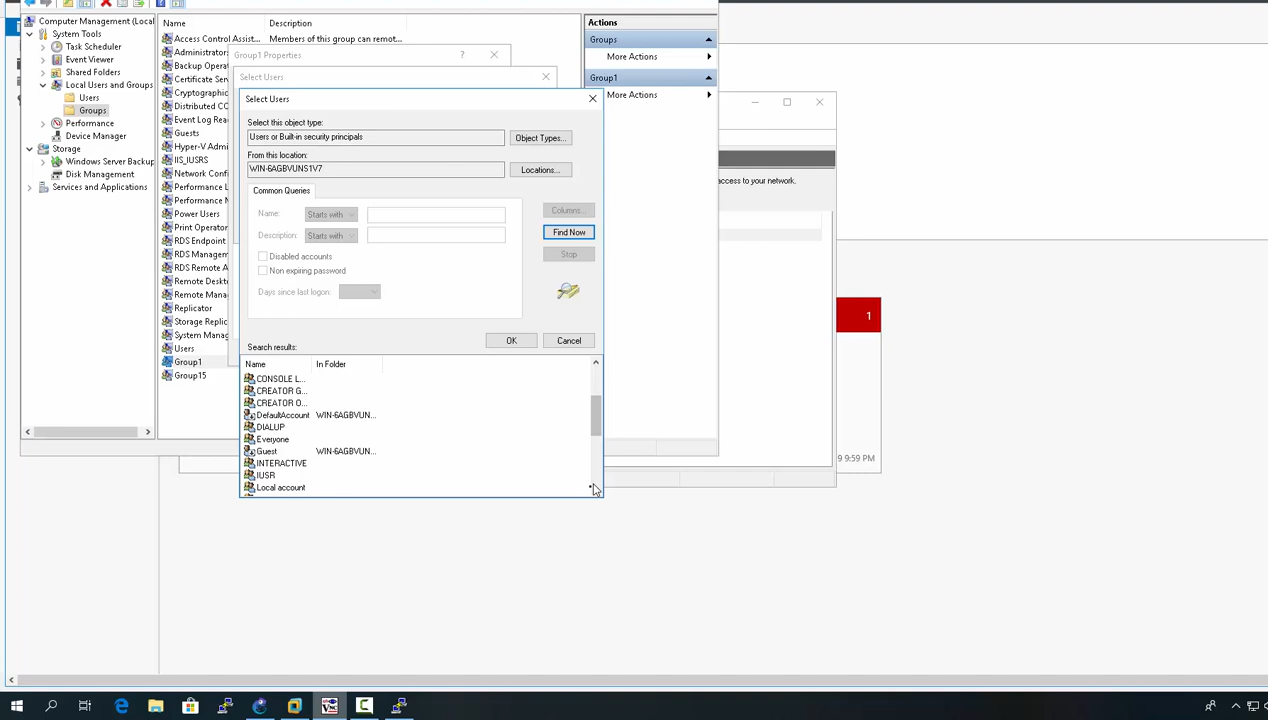 Computer Management (Local
System Tools
Task Scheduler
Event Viewer
Shared Folders
Local Users and Groups
Users
Groups
Performance
Device Manager
Storage
Windows Server Backup
Disk Management
Services and Applications
Name Description
Access Control Assist... Members of this group can remot...
Administrator
Backup Opera
Certificate Ser
Cryptographic
Distributed CO
Event Log Rea
Guests
Hyper-V Admi
IIS_IUSRS
Network Confi
Performance L
Performance M
Power Users
Print Operator
RDS Endpoint
RDS Managem
RDS Remote A
Remote Deskt
Remote Mana
Replicator
Storage Replic
System Manag
Users
Group1
Group15
Group1 Properties ?
Select Users
Select Users
Select this object type:
Users or Built-in security principals Object Types...
From this location:
WIN-6AGBVUNS1V7 Locations...
Common Queries
Name: Starts with Columns...
Description: Starts with Find Now
Disabled accounts Stop
Non expiring password
Days since last logon:
OK Cancel
Search results:
Name In Folder
CONSOLE L...
CREATOR G...
CREATOR O...
DefaultAccount WIN-6AGBVUN...
DIALUP
Everyone
Guest WIN-6AGBVUN...
INTERACTIVE
IUSR
Local account
Actions
Groups
More Actions
Group1
More Actions
access to your network.
1
9 9:59 PM